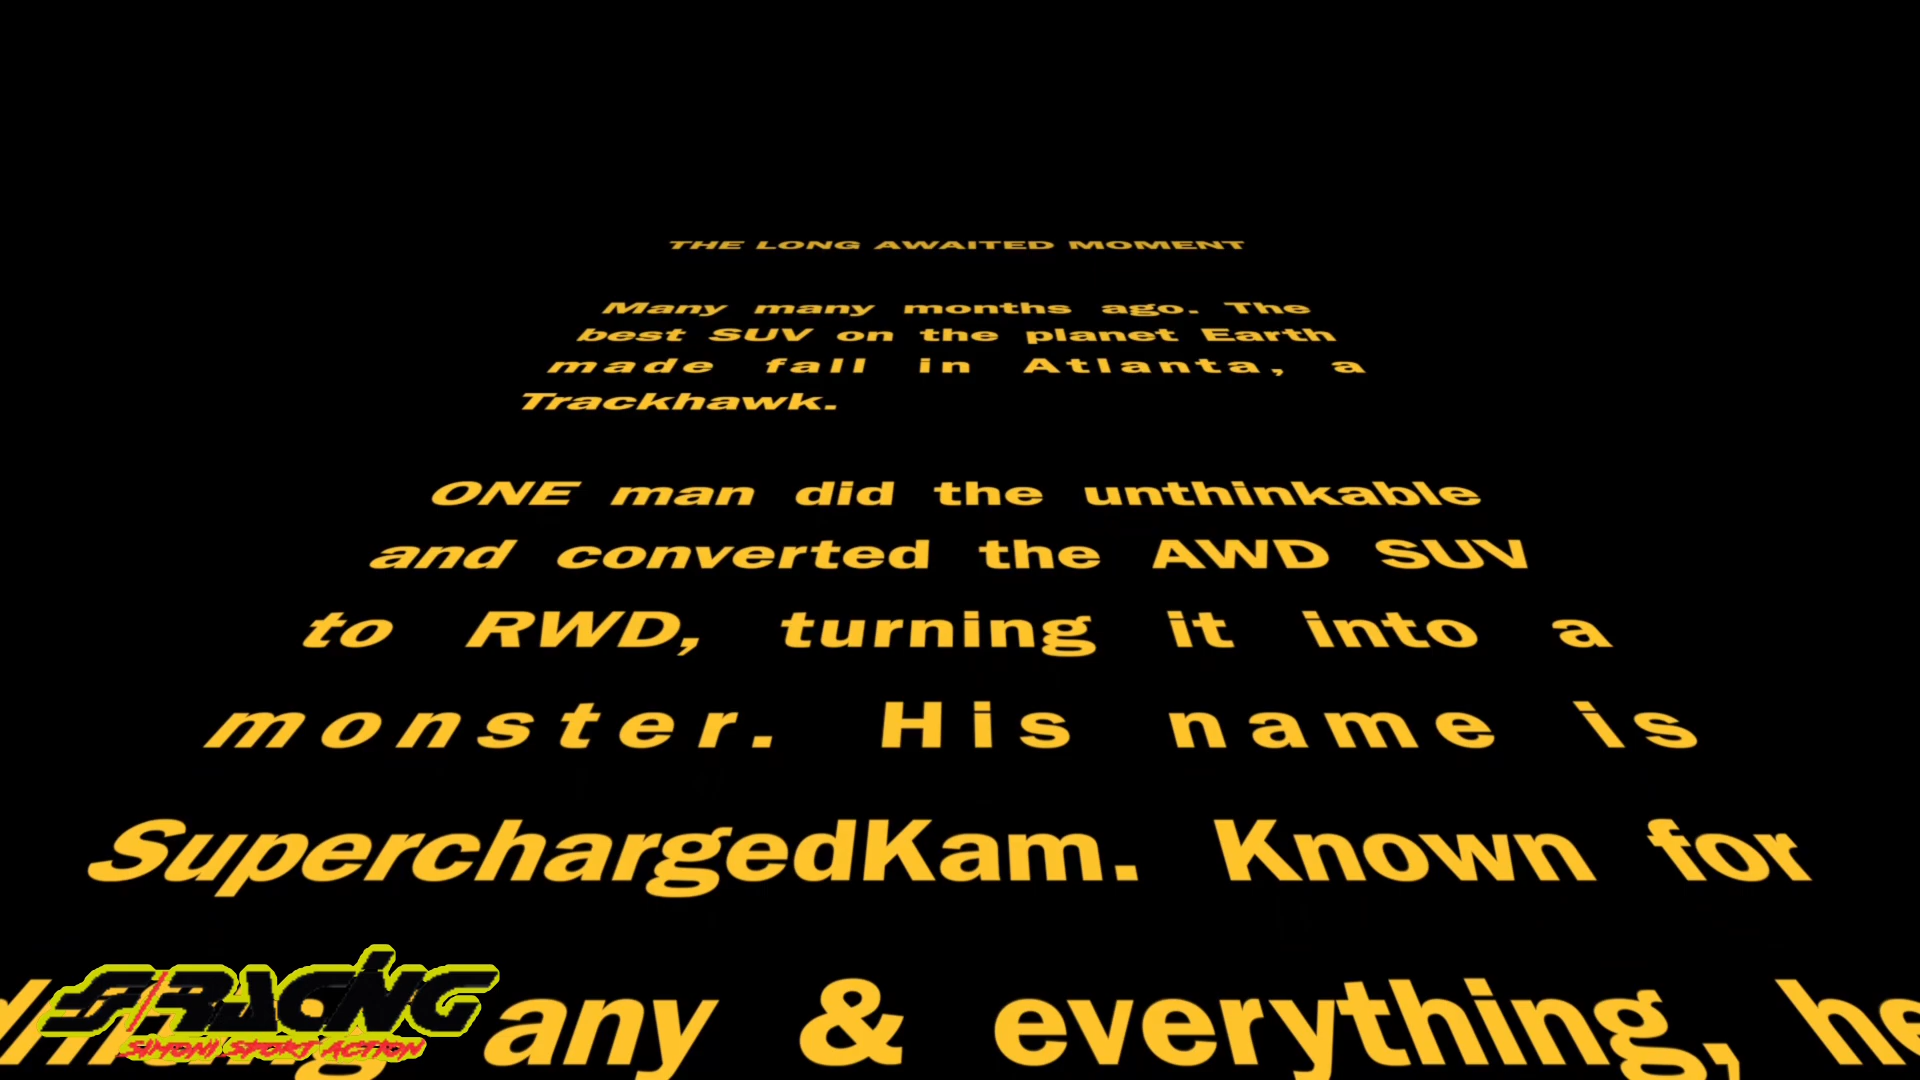 THE LONG AWAITED MOMENT
Many many months ago. The
best SUV on the planet Earth
made fall in Atlanta, a
Trackhawk.
ONE man did the unthinkable
and converted the AWD SUV
to RWD, turning it into a
monster. His name is
SuperchargedKam. Known for
any & everything, he
RACING
SIMONI SPORT ACTION